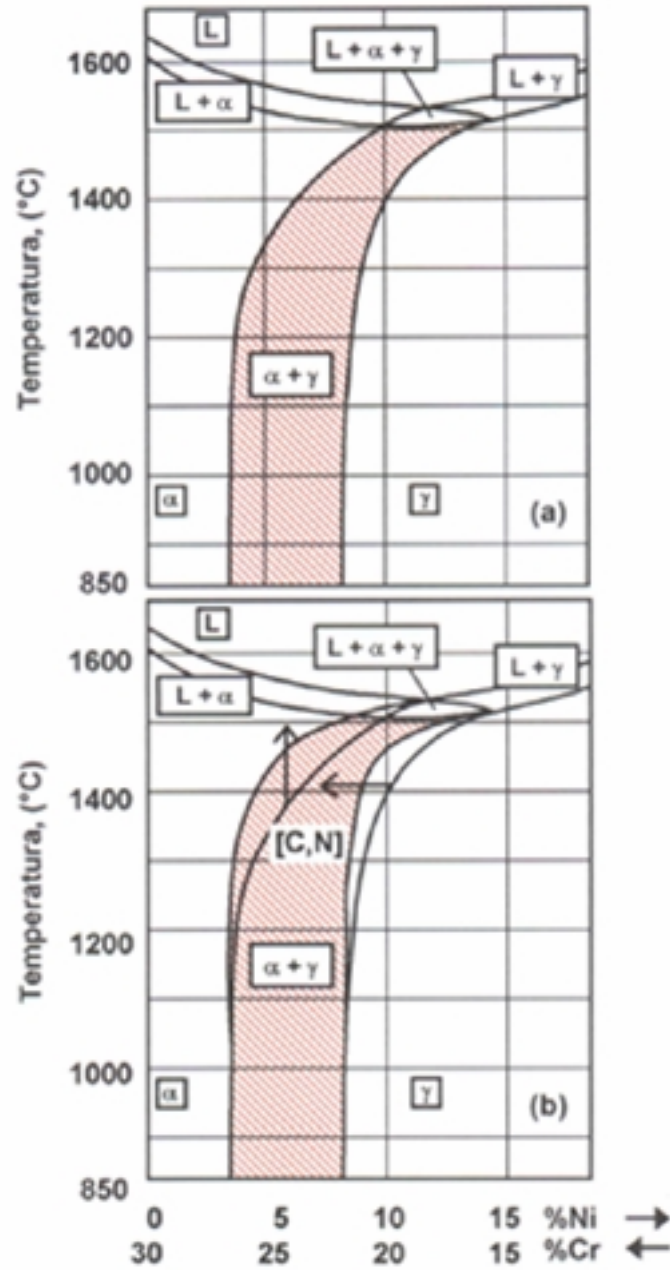 L
L + α + γ
L + γ
L + α
α + γ
α
γ
(a)
1600
1400
1200
1000
850
Temperatura, (°C)
L
L + α + γ
L + γ
L + α
[C,N]
α + γ
α
γ
(b)
1600
1400
1200
1000
850
Temperatura, (°C)
0 5 10 15 %Ni →
30 25 20 15 %Cr ←